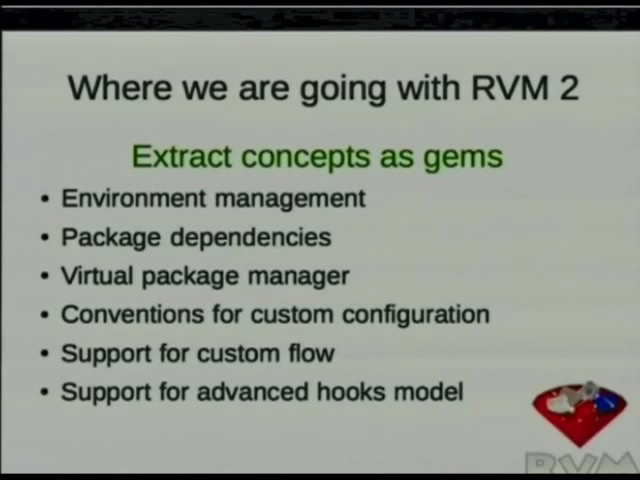 Where we are going with RVM 2
Extract concepts as gems
• Environment management
• Package dependencies
• Virtual package manager
• Conventions for custom configuration
• Support for custom flow
• Support for advanced hooks model
RVM